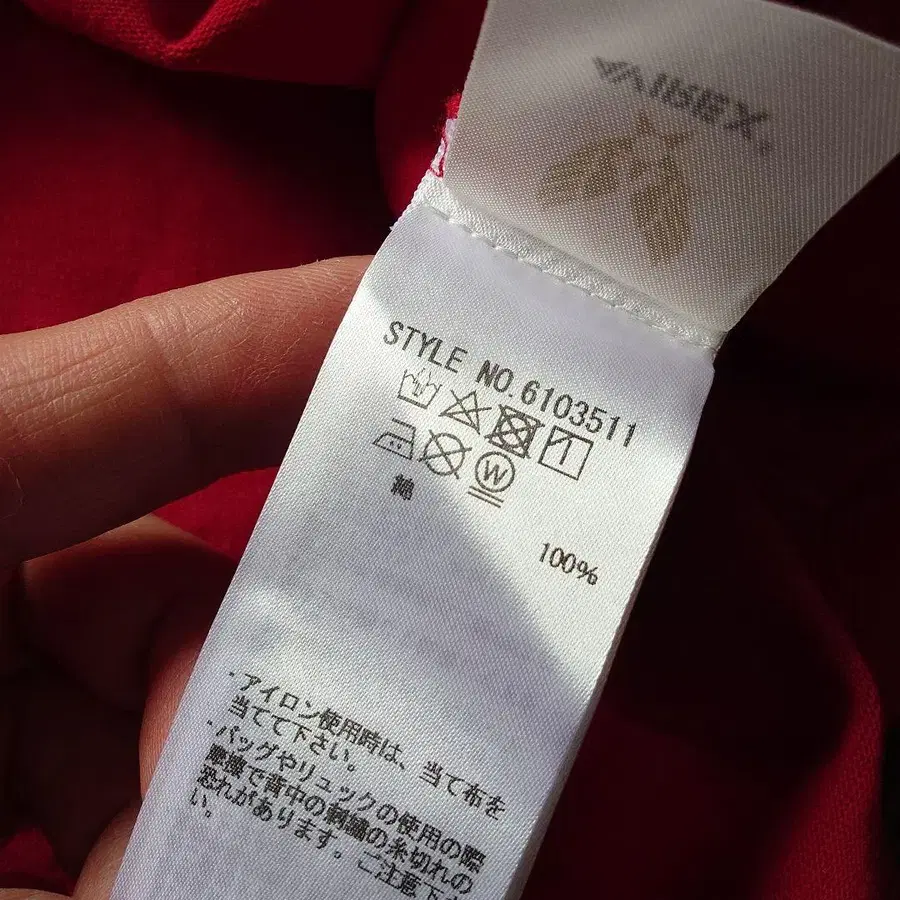 AVIREX.
STYLE NO.6103511
W
綿
100%
・アイロン使用時は、当て布を
当てて下さい。
・バッグやリュックの使用の際
摩擦で背中の刺繍の糸切れの
恐れがあります。ご注意下さ
い。